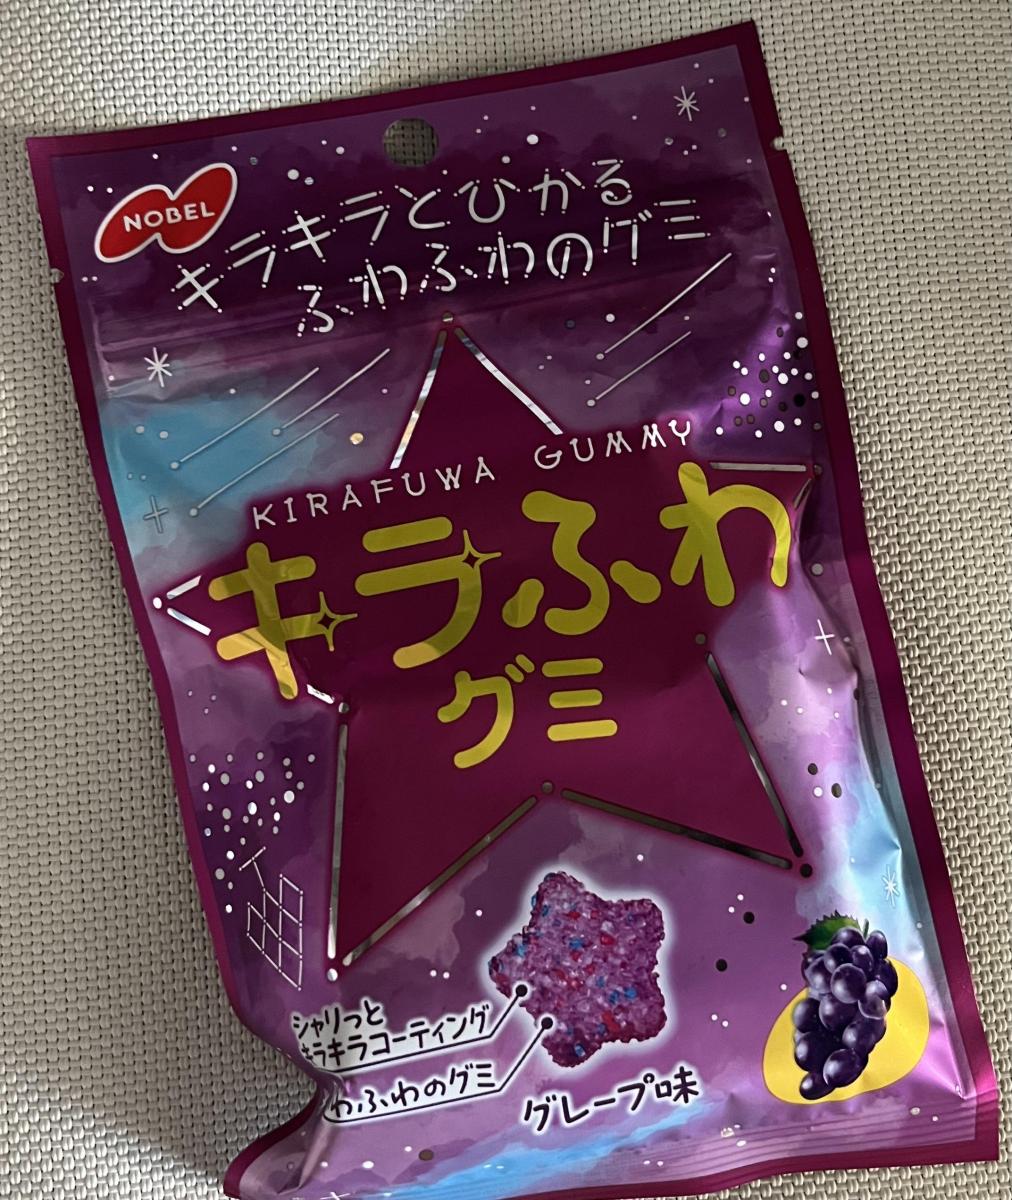 NOBEL
キラキラとひかる
ふわふわのグミ
KIRAFUWA GUMMY
キラふわ
グミ
シャリっと
キラキラコーティング
わふわのグミ
グレープ味